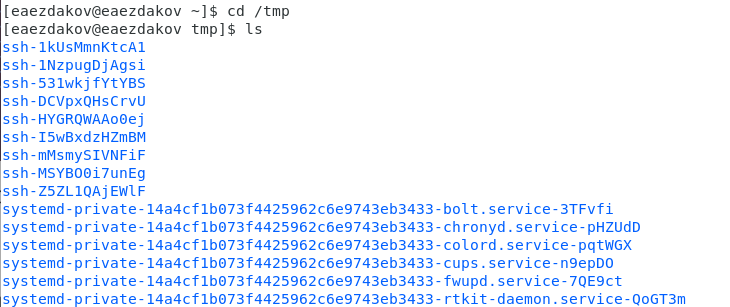 [eaezdakov@eaezdakov ~]$ cd /tmp
[eaezdakov@eaezdakov tmp]$ ls
ssh-1kUsMmnKtcA1
ssh-1NzpugDjAgsi
ssh-531wkjfYtYBS
ssh-DCVpxQHsCrvU
ssh-HYGRQWAAo0ej
ssh-I5wBxdzHZmBM
ssh-mMsmySIVNFiF
ssh-MSYBO0i7unEg
ssh-Z5ZL1QAjEWlF
systemd-private-14a4cf1b073f4425962c6e9743eb3433-bolt.service-3TFvfi
systemd-private-14a4cf1b073f4425962c6e9743eb3433-chronyd.service-pHZUdD
systemd-private-14a4cf1b073f4425962c6e9743eb3433-colord.service-pqtWGX
systemd-private-14a4cf1b073f4425962c6e9743eb3433-cups.service-n9epDO
systemd-private-14a4cf1b073f4425962c6e9743eb3433-fwupd.service-7QE9ct
systemd-private-14a4cf1b073f4425962c6e9743eb3433-rtkit-daemon.service-QoGT3m